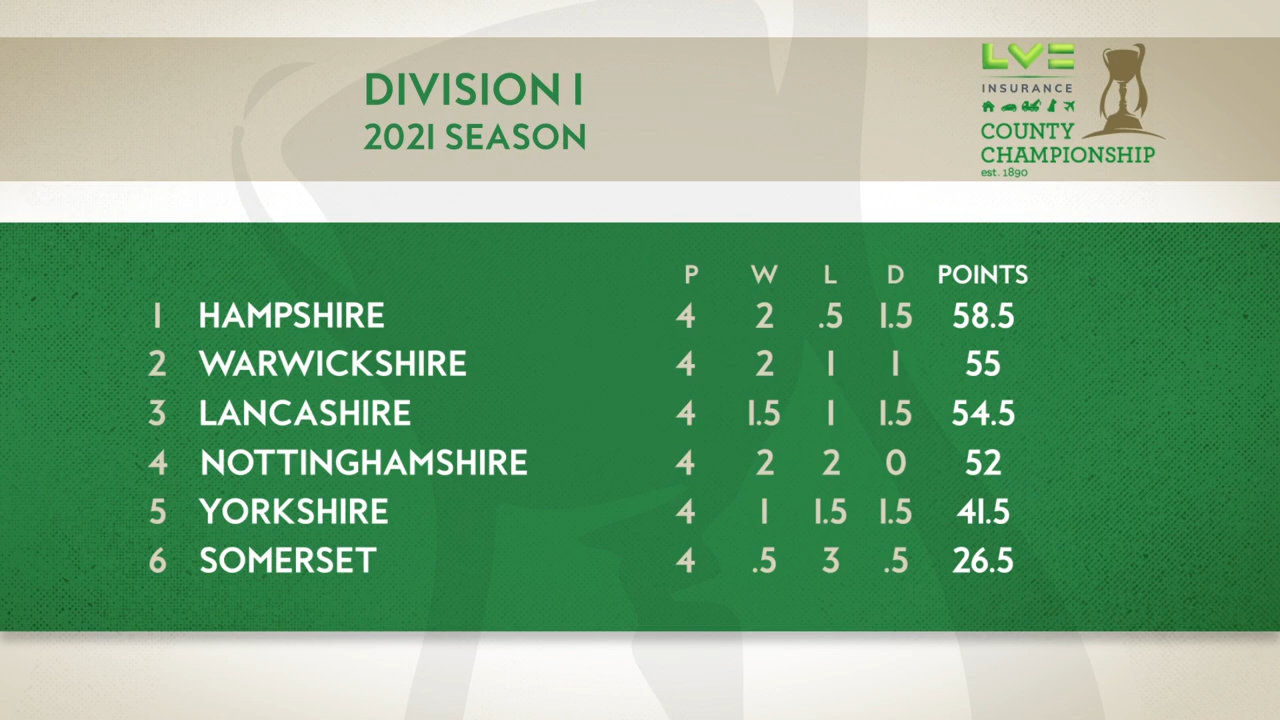 DIVISION 1
2021 SEASON
LV=
INSURANCE
COUNTY
CHAMPIONSHIP
est. 1890
P W L D POINTS
1 HAMPSHIRE 4 2 .5 1.5 58.5
2 WARWICKSHIRE 4 2 1 1 55
3 LANCASHIRE 4 1.5 1 1.5 54.5
4 NOTTINGHAMSHIRE 4 2 2 0 52
5 YORKSHIRE 4 1 1.5 1.5 41.5
6 SOMERSET 4 .5 3 .5 26.5